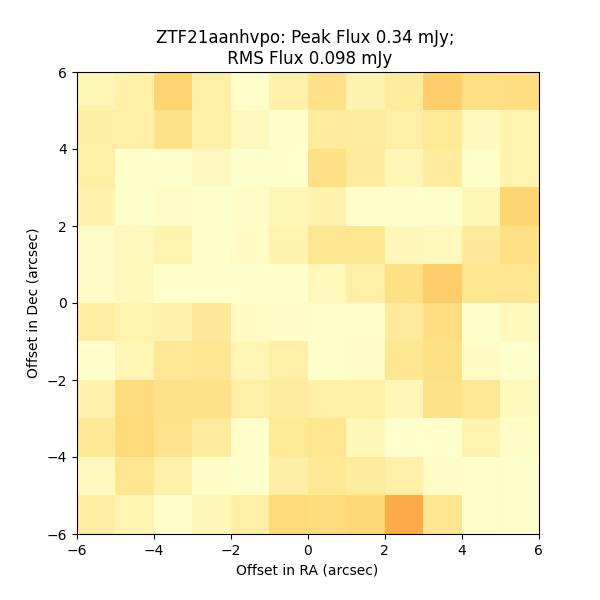 ZTF21aanhvpo: Peak Flux 0.34 mJy;
RMS Flux 0.098 mJy
6
4
2
0
−2
−4
−6
Offset in Dec (arcsec)
−6 −4 −2 0 2 4 6
Offset in RA (arcsec)